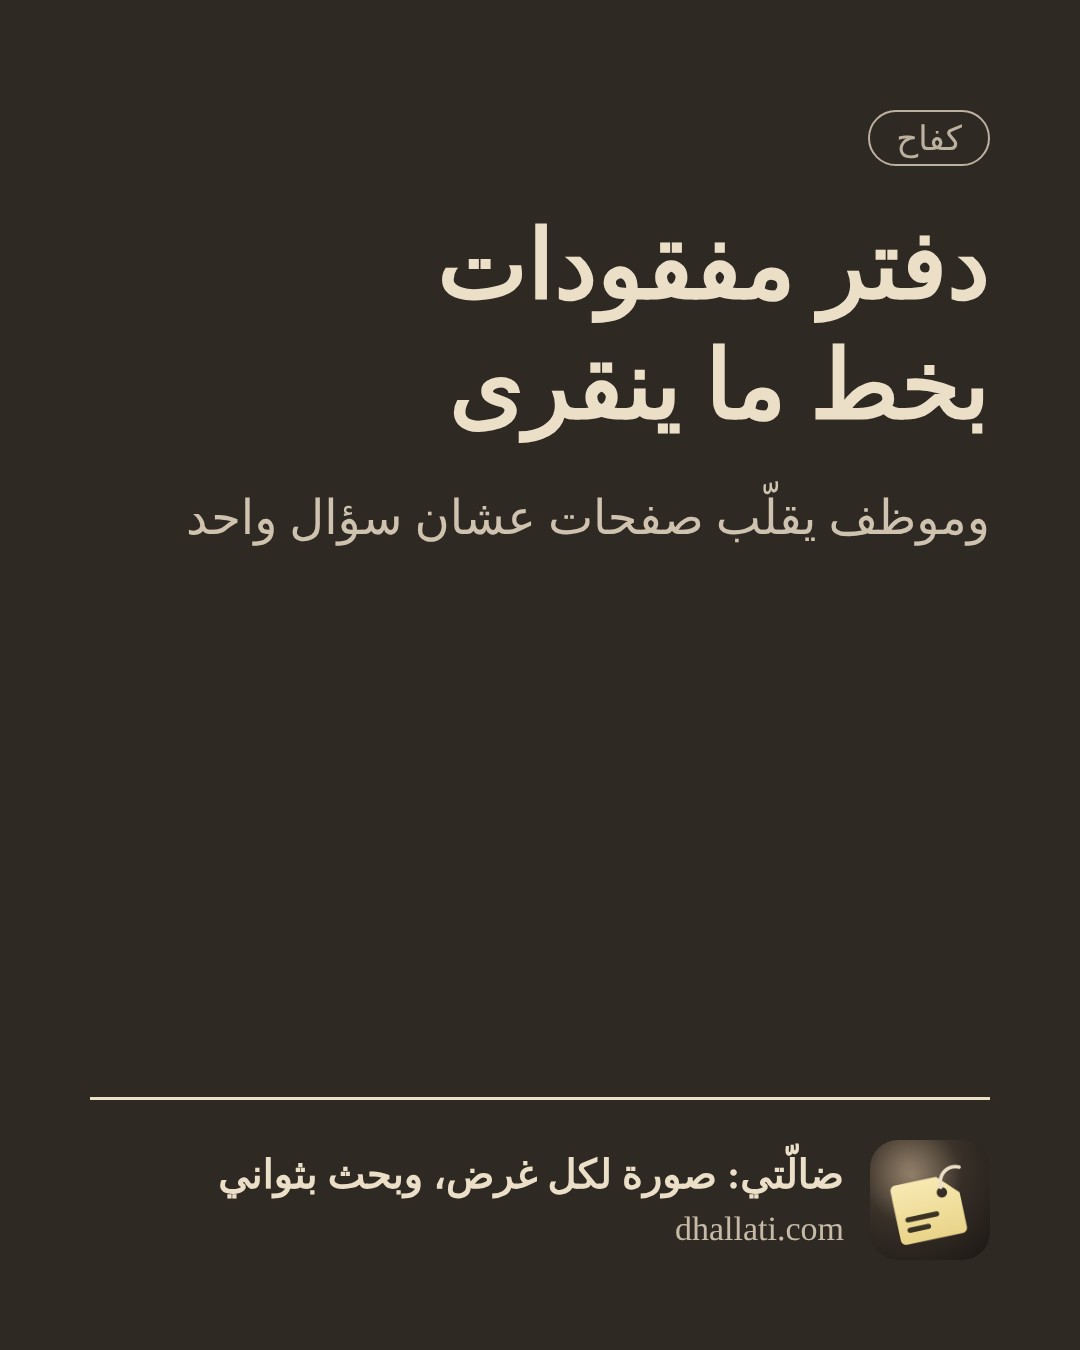 كفاح
دفتر مفقودات
بخط ما ينقرى
وموظف يقلّب صفحات عشان سؤال واحد
ضالّتي: صورة لكل غرض، وبحث بثواني
dhallati.com